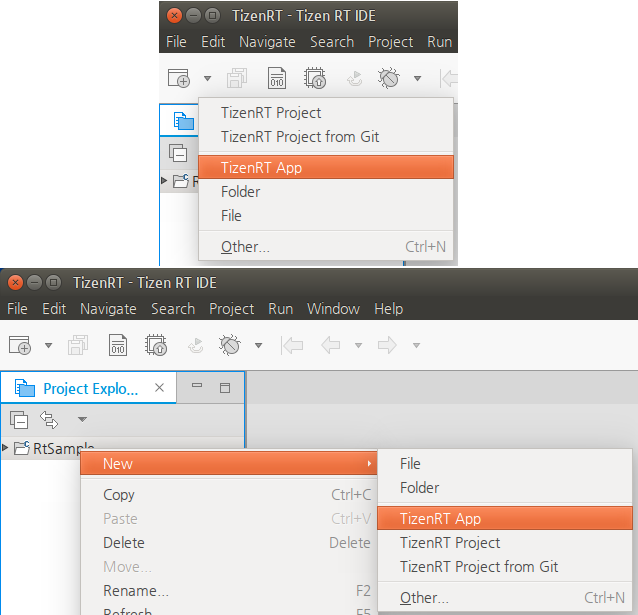 TizenRT - Tizen RT IDE
File Edit Navigate Search Project Run
010
TizenRT Project
TizenRT Project from Git
TizenRT App
Folder
File
Other... Ctrl+N
TizenRT - Tizen RT IDE
File Edit Navigate Search Project Run Window Help
010
Project Explo...
RtSample
New
Copy Ctrl+C
Paste Ctrl+V
Delete Delete
Move...
Rename... F2
Refresh F5
File
Folder
TizenRT App
TizenRT Project
TizenRT Project from Git
Other... Ctrl+N